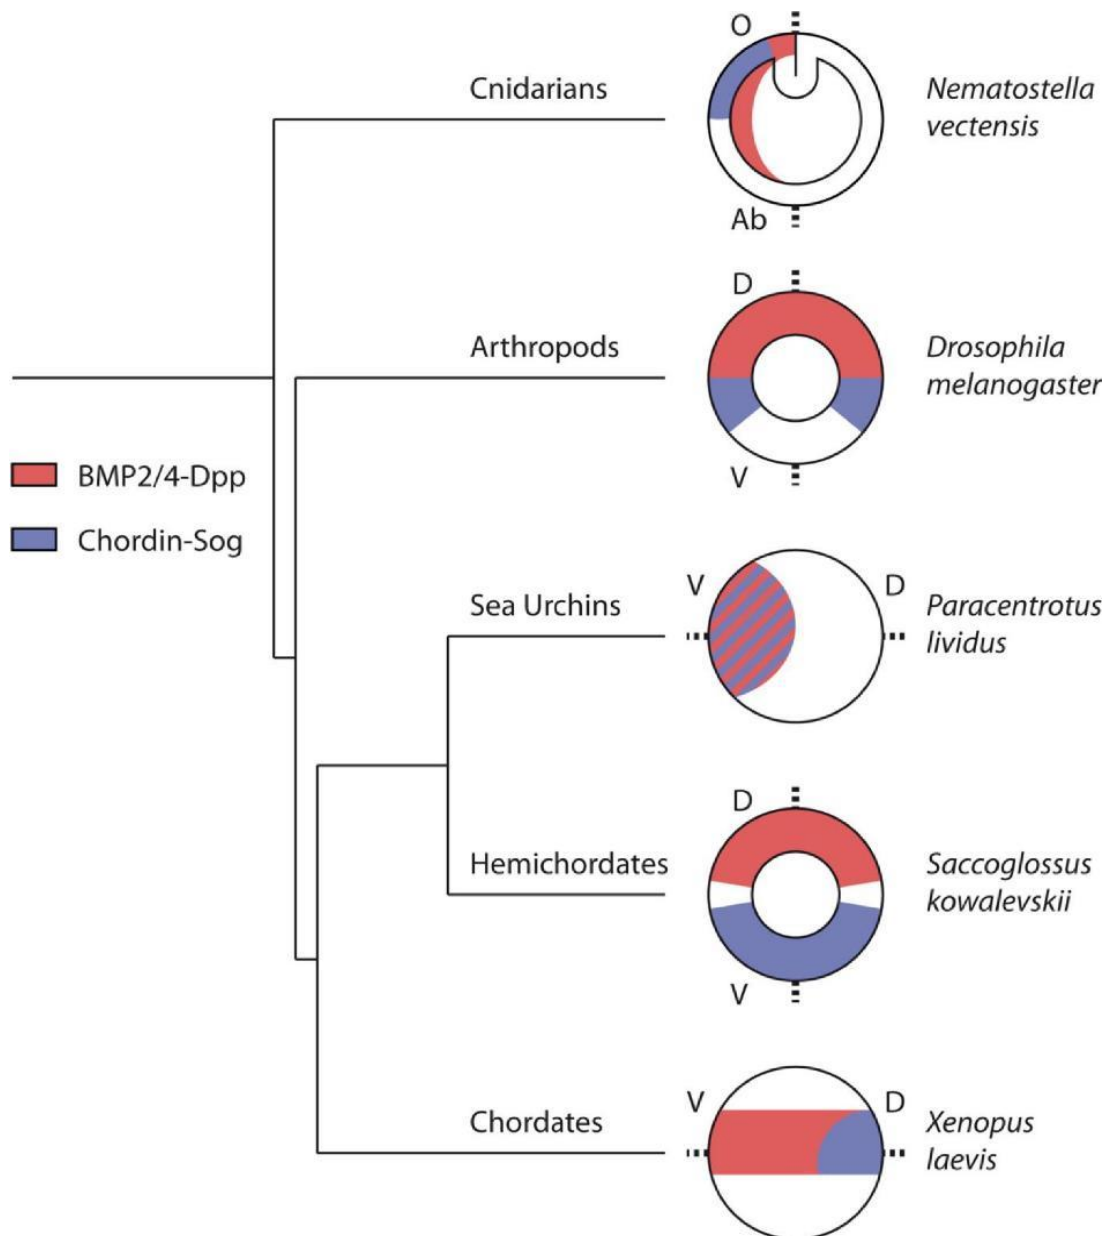 O
Cnidarians
Nematostella
vectensis
Ab
D
Arthropods
Drosophila
melanogaster
V
BMP2/4-Dpp
Chordin-Sog
Sea Urchins
V
D
Paracentrotus
lividus
D
Hemichordates
Saccoglossus
kowalevskii
V
Chordates
V
D
Xenopus
laevis